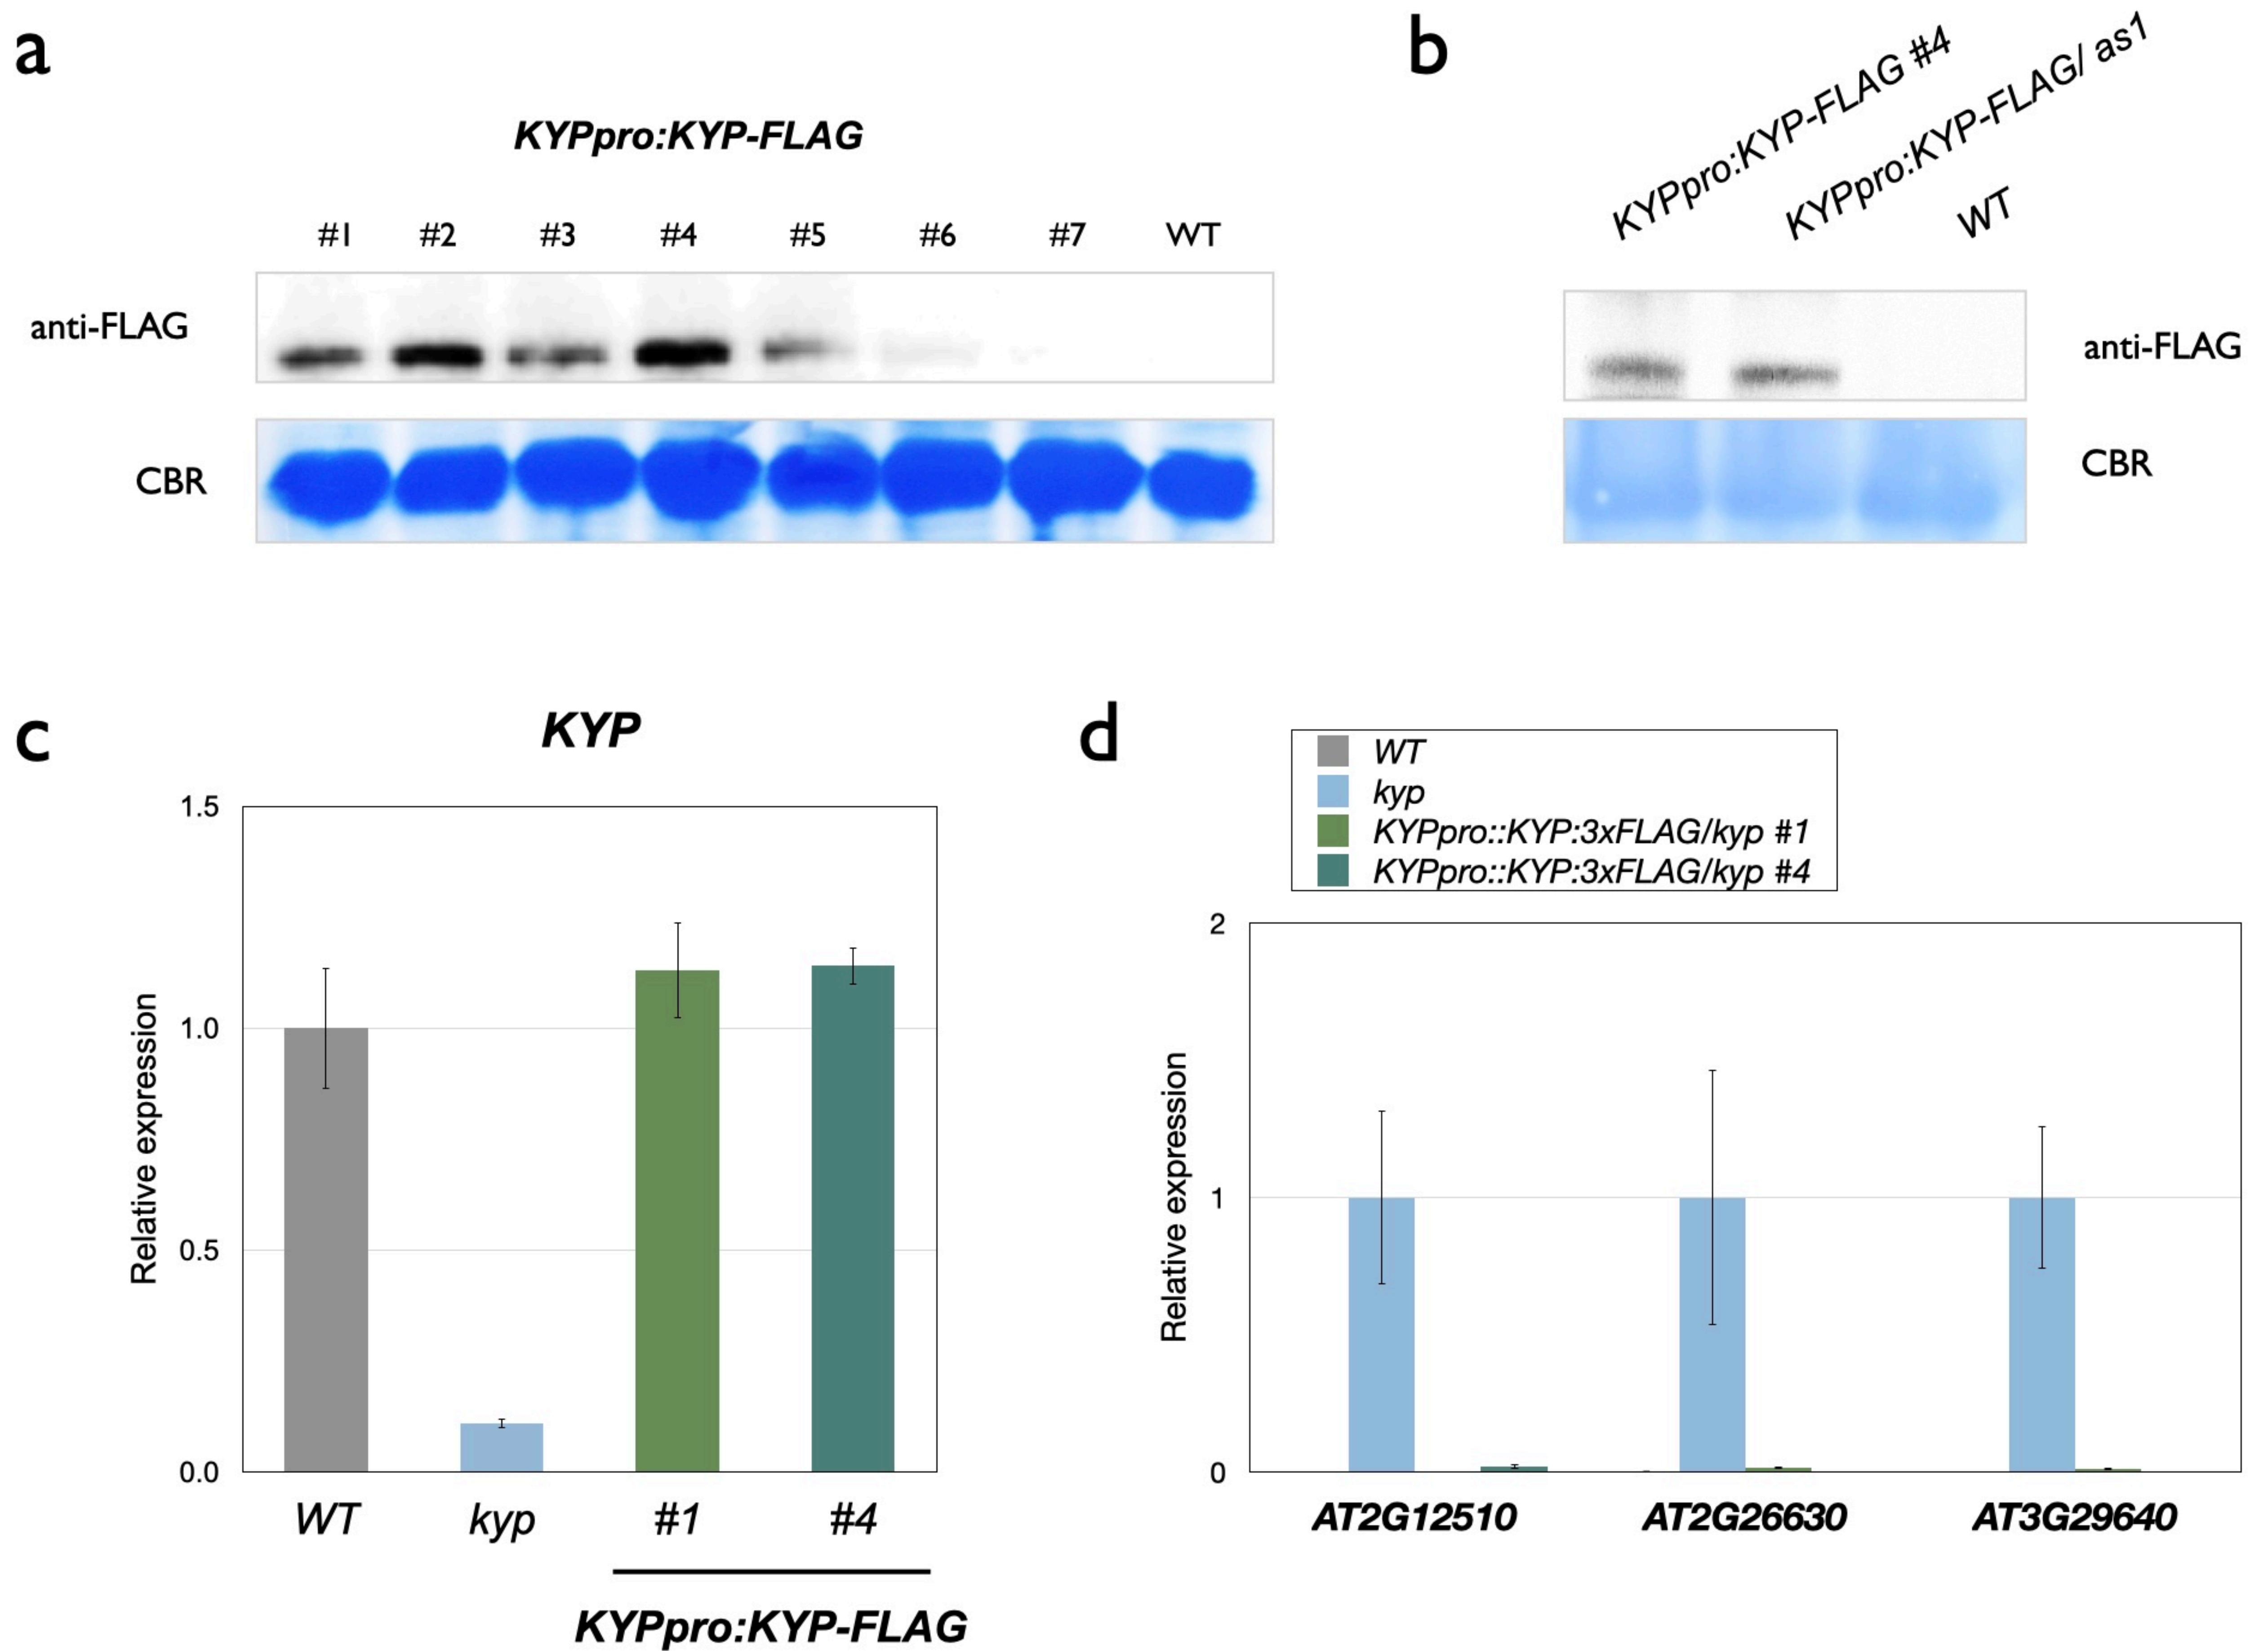 a
KYPpro:KYP-FLAG
#1 #2 #3 #4 #5 #6 #7 WT
anti-FLAG
CBR
b
KYPpro:KYP-FLAG #4
KYPpro:KYP-FLAG/ as1
WT
anti-FLAG
CBR
c
KYP
1.5
1.0
0.5
0.0
Relative expression
WT kyp #1 #4
KYPpro:KYP-FLAG
d
WT
kyp
KYPpro::KYP:3xFLAG/kyp #1
KYPpro::KYP:3xFLAG/kyp #4
2
1
0
Relative expression
AT2G12510 AT2G26630 AT3G29640